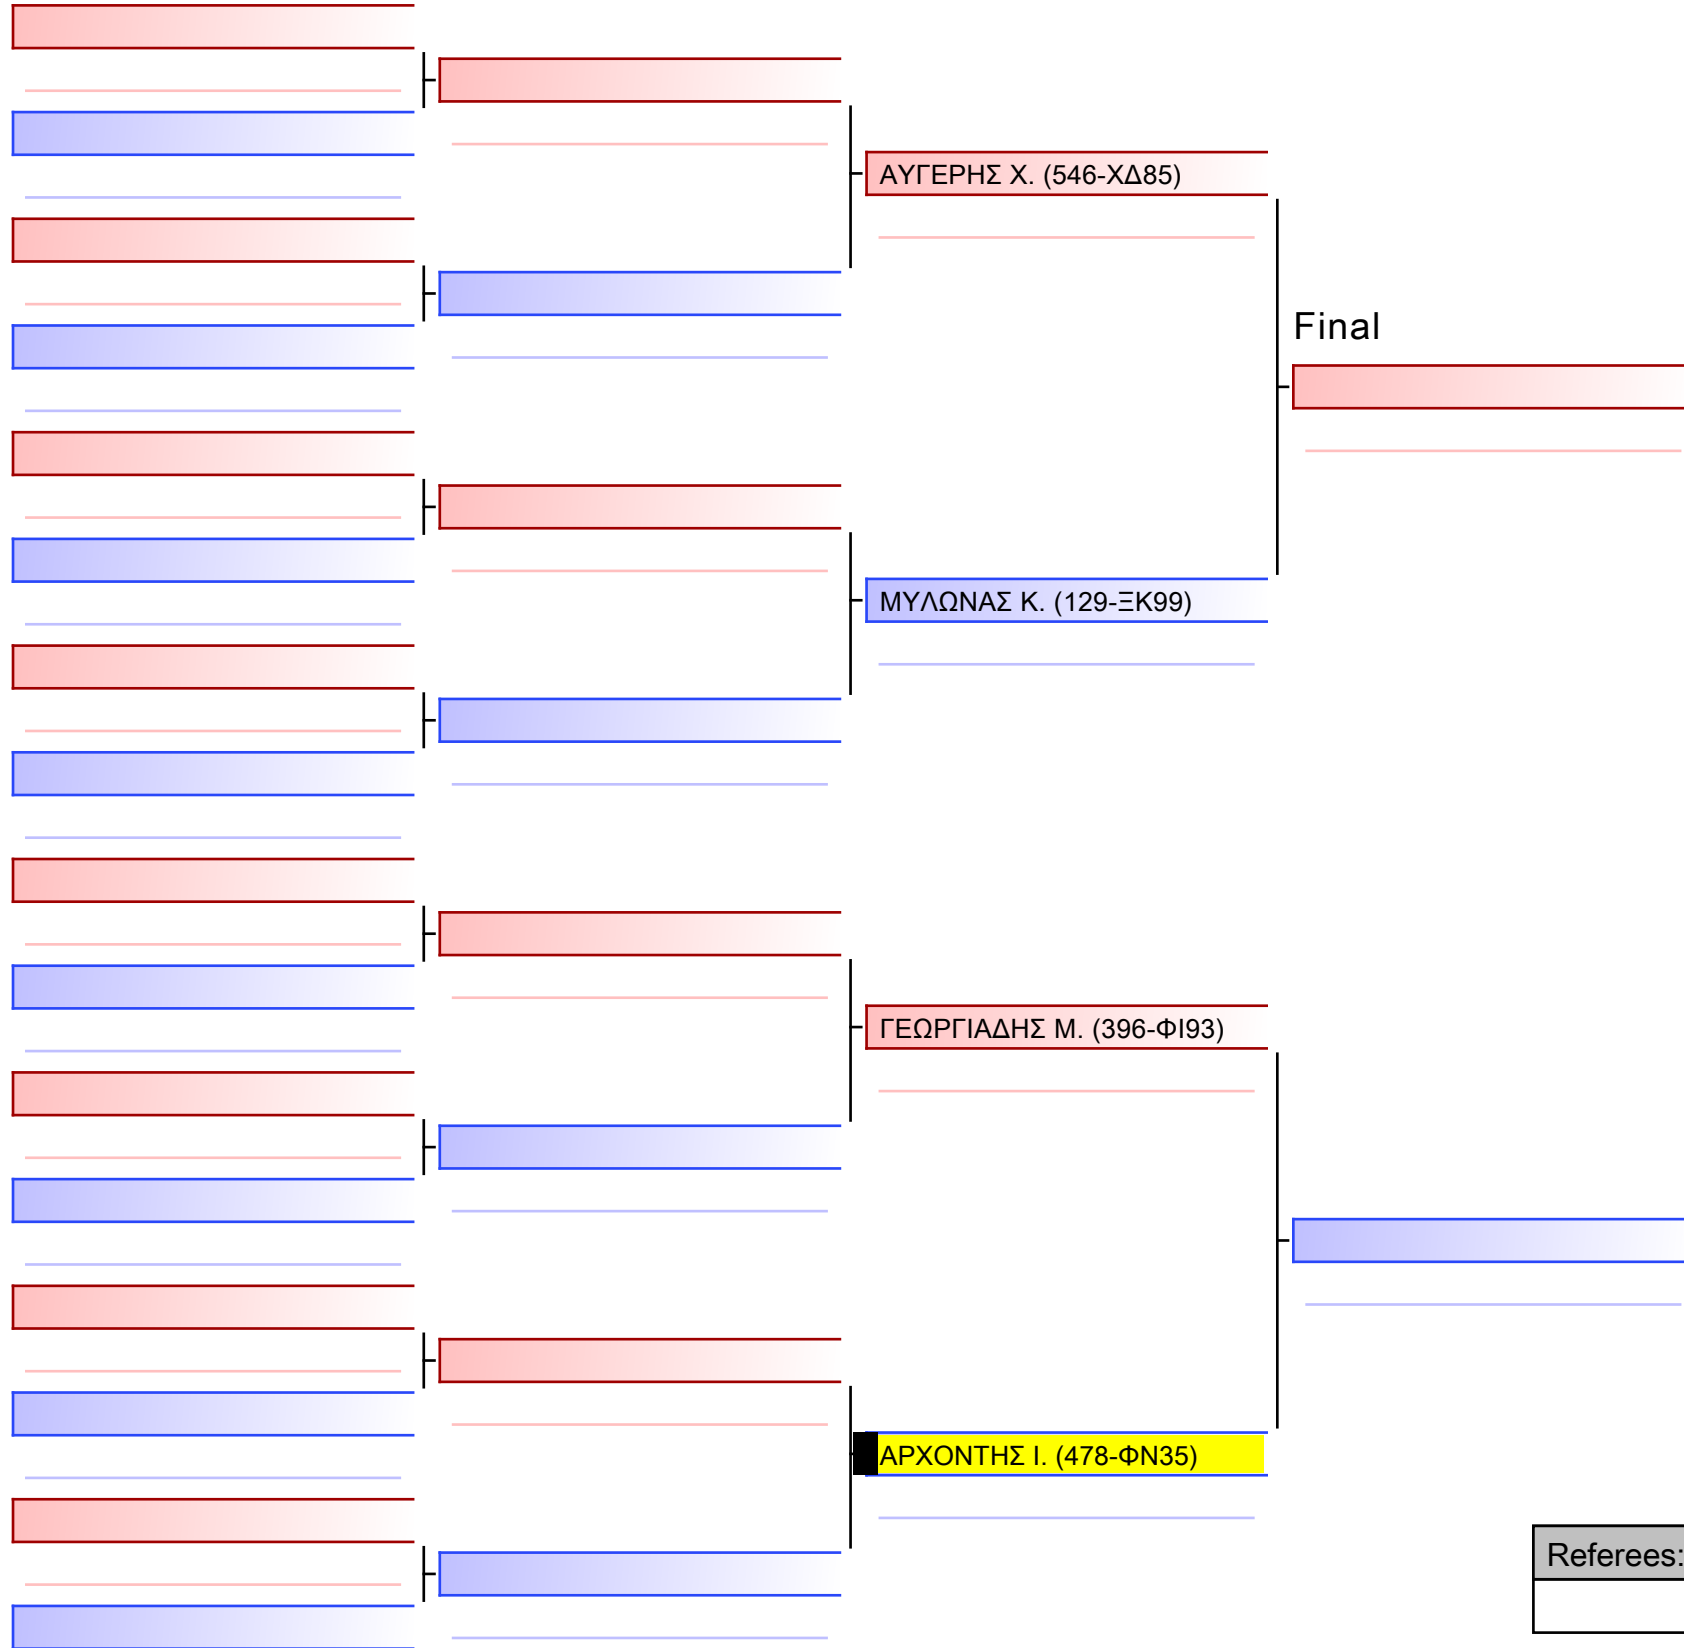 ΑΥΓΕΡΗΣ Χ. (546-ΧΔ85)
Final
ΜΥΛΩΝΑΣ Κ. (129-ΞΚ99)
ΓΕΩΡΓΙΑΔΗΣ Μ. (396-ΦΙ93)
ΑΡΧΟΝΤΗΣ Ι. (478-ΦΝ35)
Referees: